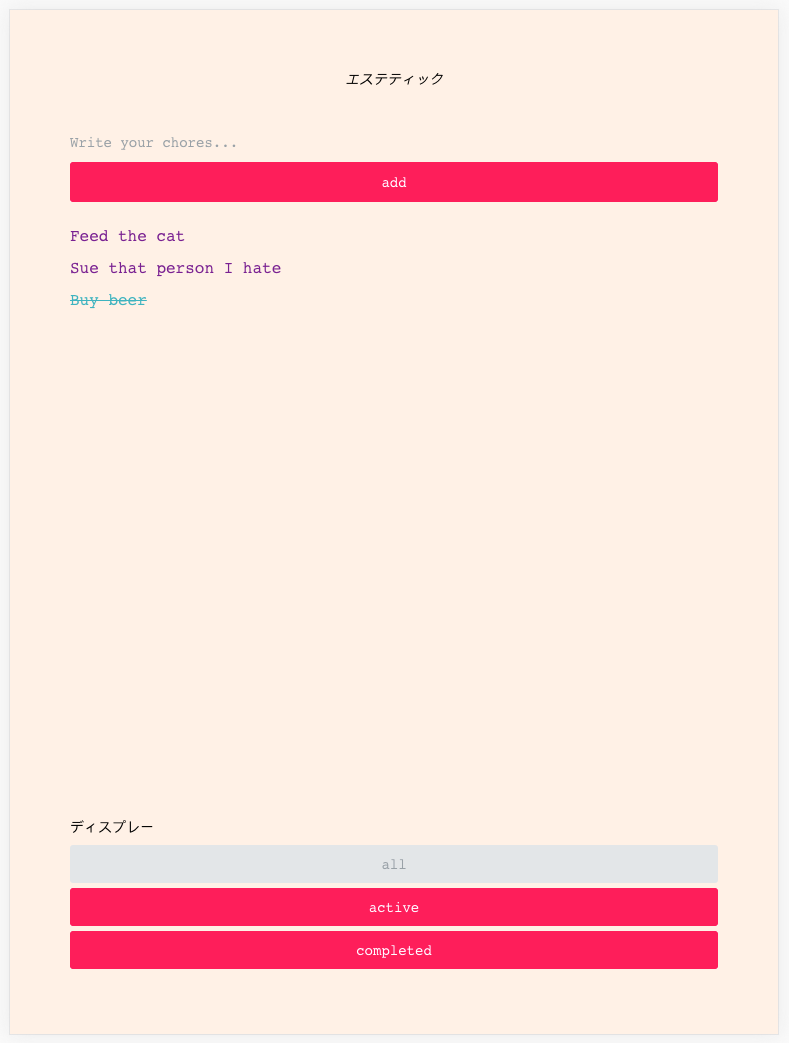 エステティック
Write your chores...
add
Feed the cat
Sue that person I hate
Buy beer
ディスプレー
all
active
completed